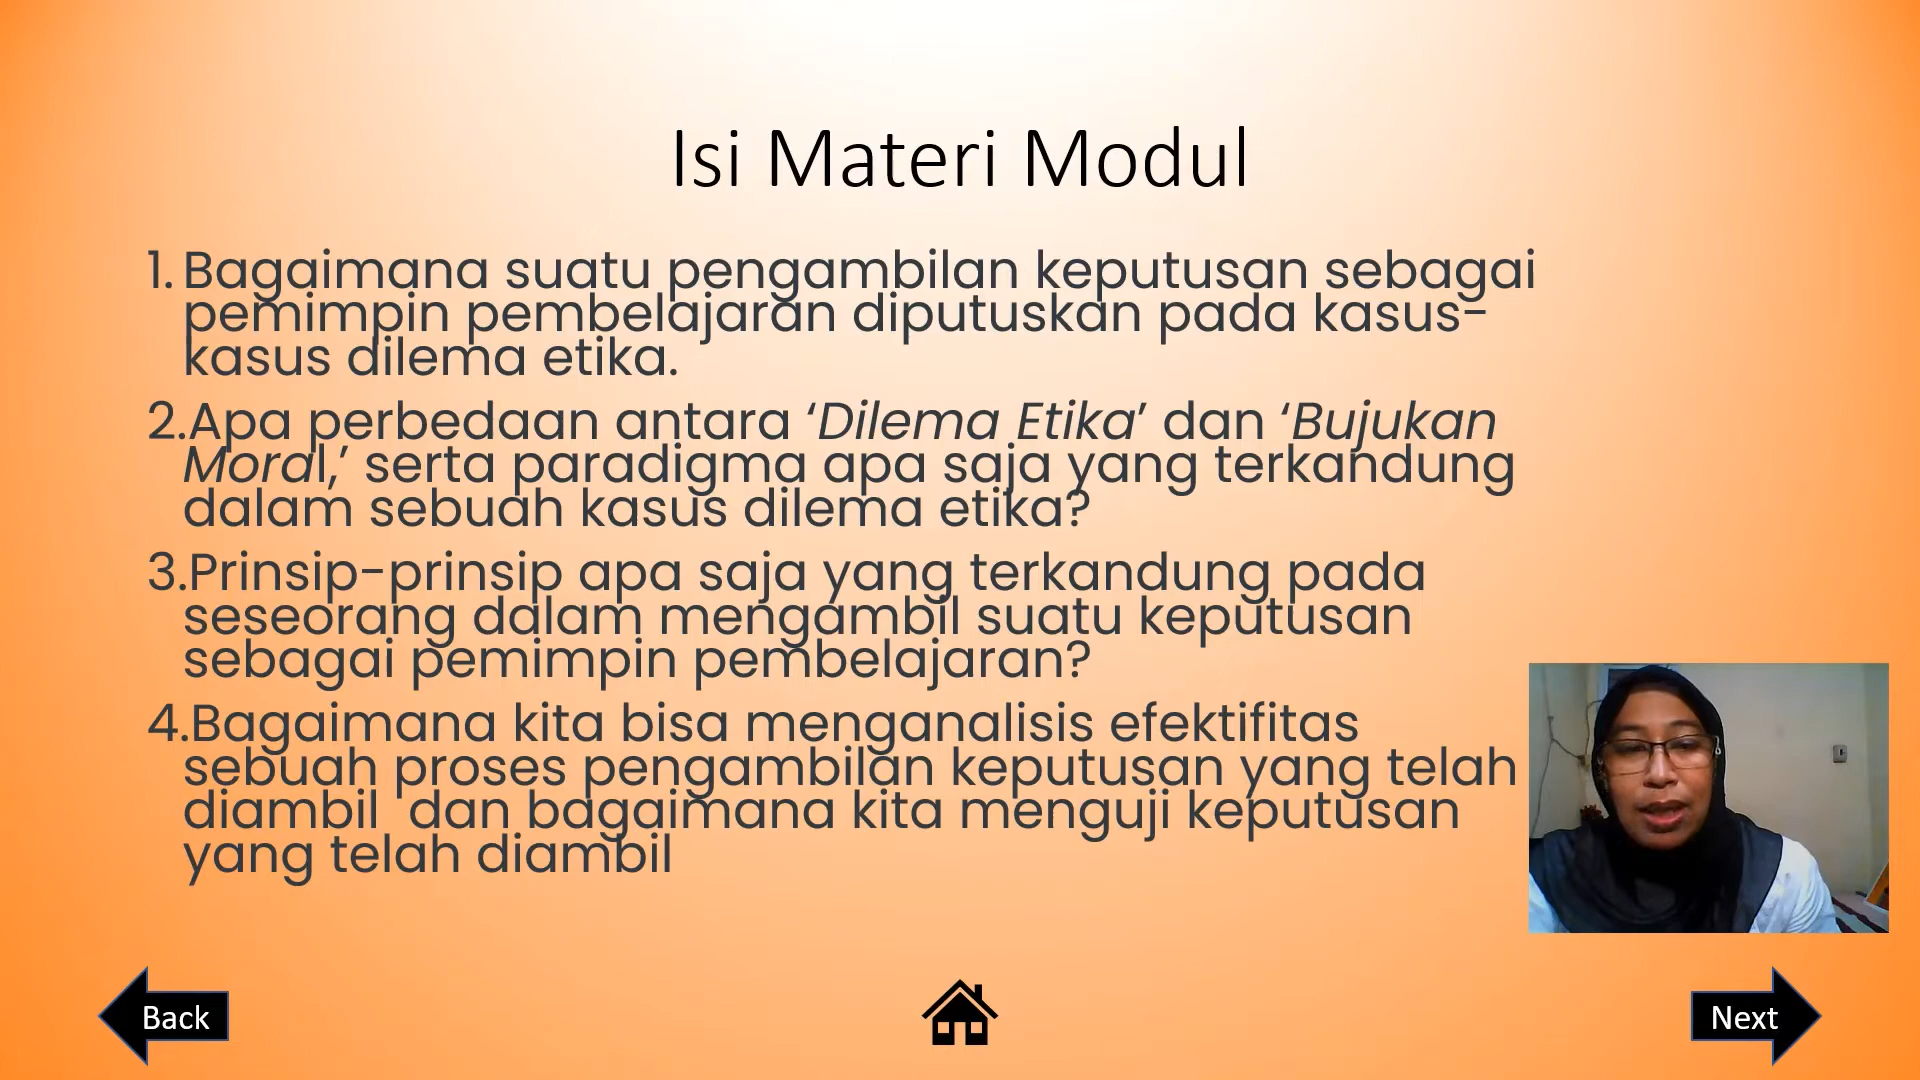 Isi Materi Modul
1. Bagaimana suatu pengambilan keputusan sebagai
pemimpin pembelajaran diputuskan pada kasus-
kasus dilema etika.
2.Apa perbedaan antara ‘Dilema Etika’ dan ‘Bujukan
Moral,’ serta paradigma apa saja yang terkandung
dalam sebuah kasus dilema etika?
3.Prinsip-prinsip apa saja yang terkandung pada
seseorang dalam mengambil suatu keputusan
sebagai pemimpin pembelajaran?
4.Bagaimana kita bisa menganalisis efektifitas
sebuah proses pengambilan keputusan yang telah
diambil  dan bagaimana kita menguji keputusan
yang telah diambil
Back
Next